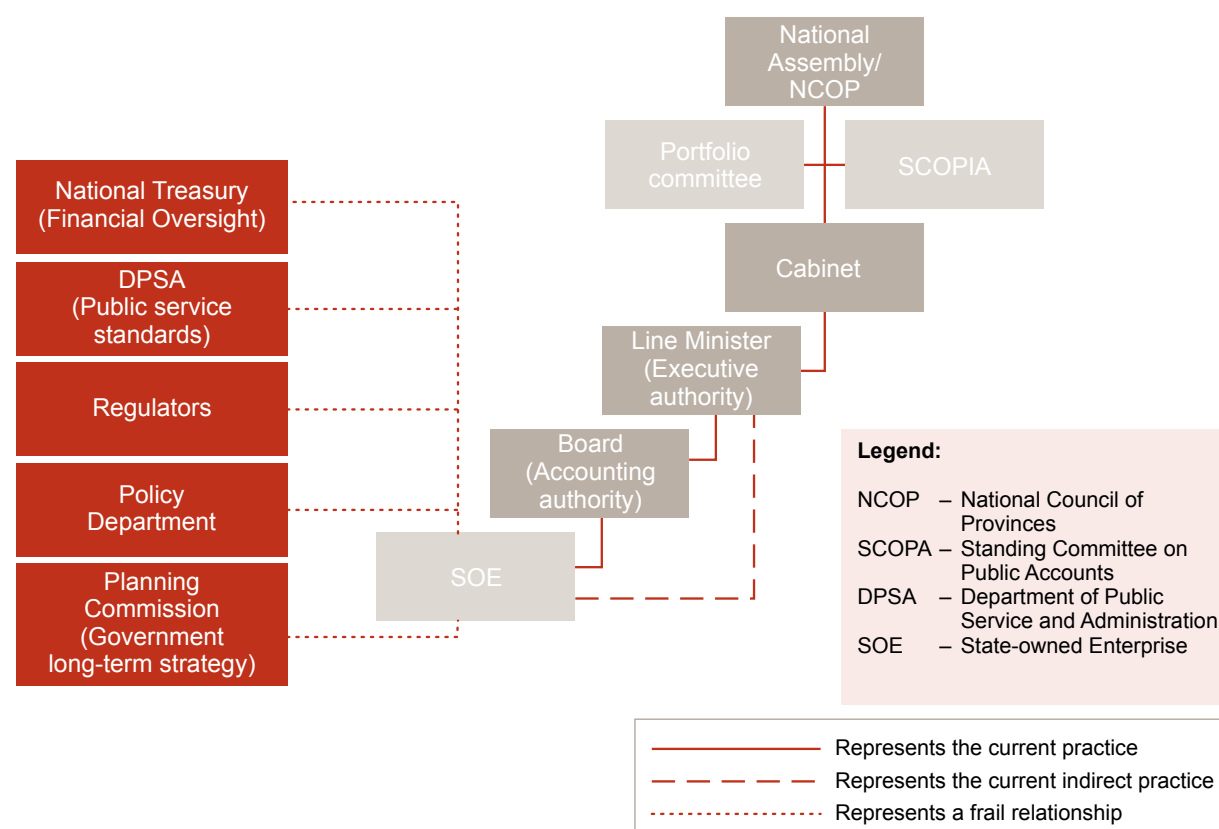 National
Assembly/
NCOP
Portfolio
committee
SCOPIA
National Treasury
(Financial Oversight)
Cabinet
DPSA
(Public service
standards)
Line Minister
(Executive
authority)
Regulators
Board
(Accounting
authority)
Policy
Department
SOE
Planning
Commission
(Government
long-term strategy)
Legend:
NCOP – National Council of
Provinces
SCOPA – Standing Committee on
Public Accounts
DPSA – Department of Public
Service and Administration
SOE – State-owned Enterprise
Represents the current practice
Represents the current indirect practice
Represents a frail relationship